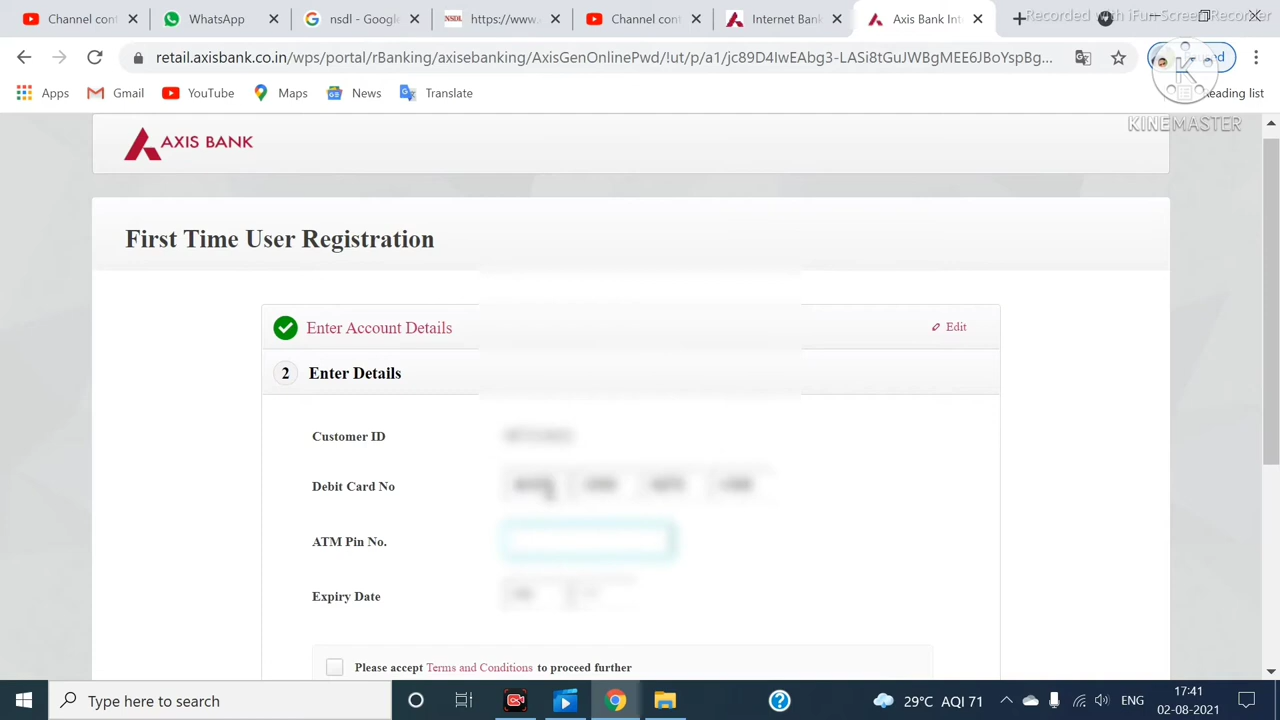 Channel con
WhatsApp
nsdl - Google
NSDL https://www.
Channel con
Internet Bank
Axis Bank Int
Recorded with iFun Screen Recorder
retail.axisbank.co.in/wps/portal/rBanking/axisebanking/AxisGenOnlinePwd/!ut/p/a1/jc89D4IwEAbg3-LASi8tGuJWBgMEE6JBoYspBg...
Apps
Gmail
YouTube
Maps
News
Translate
Reading list
KINEMASTER
AXIS BANK
First Time User Registration
Enter Account Details
Edit
2 Enter Details
Customer ID
Debit Card No
ATM Pin No.
Expiry Date
Please accept Terms and Conditions to proceed further
Type here to search
29°C AQI 71
ENG
17:41
02-08-2021